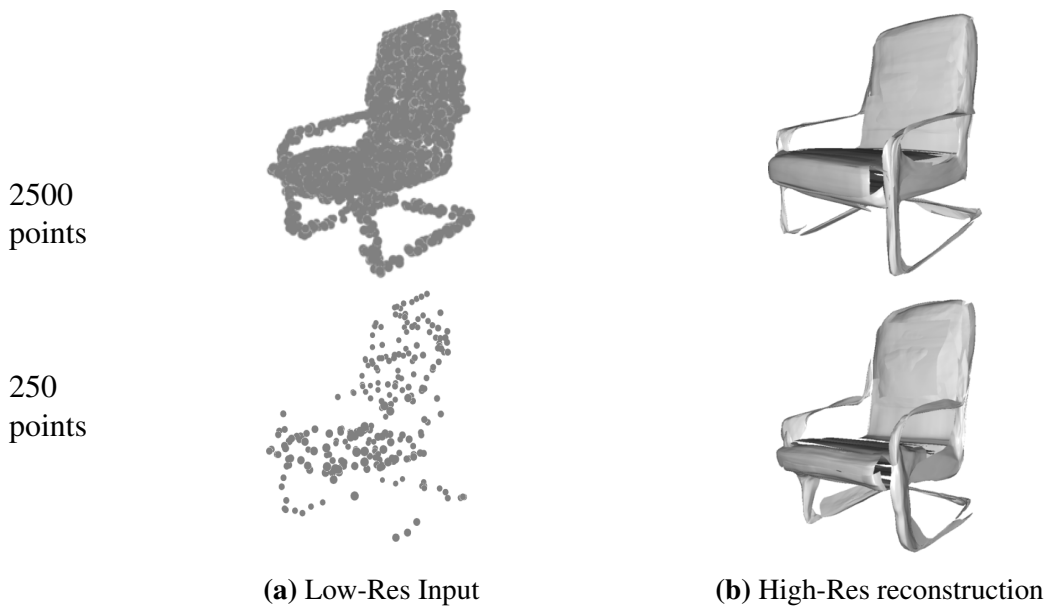 2500
points
250
points
(a) Low-Res Input
(b) High-Res reconstruction